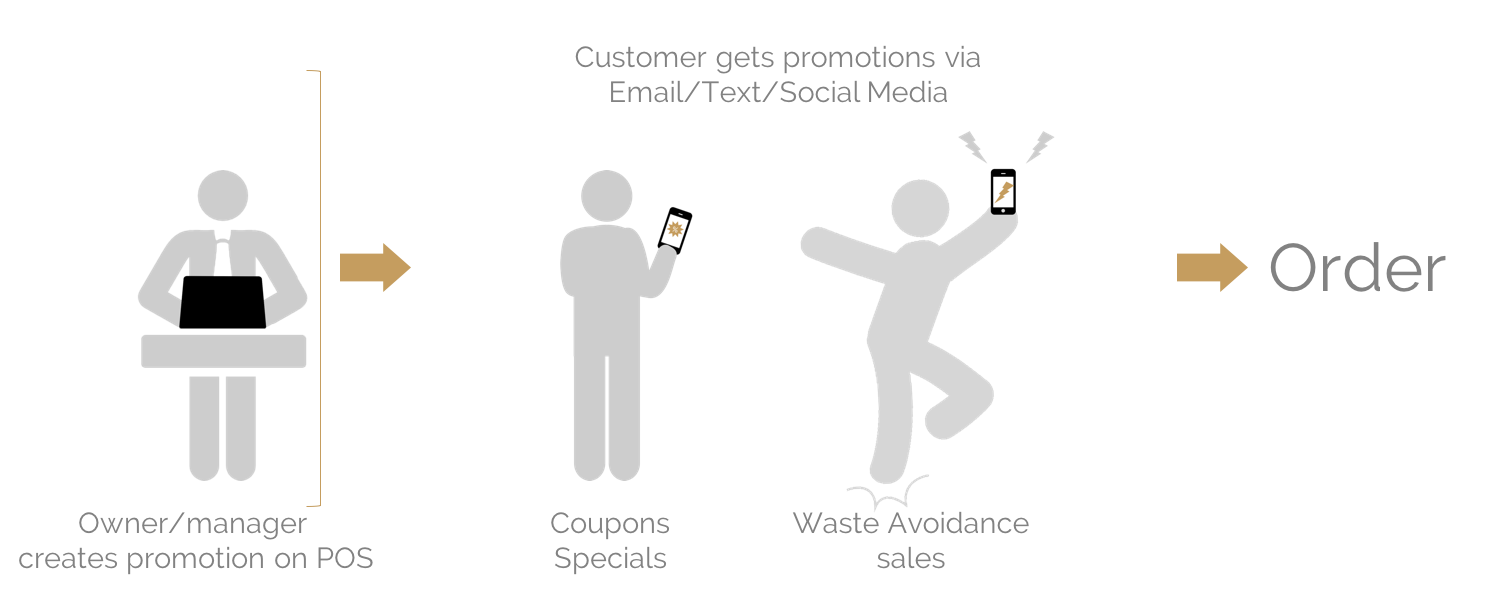 Customer gets promotions via
Email/Text/Social Media
Order
Owner/manager
creates promotion on POS
Coupons
Specials
Waste Avoidance
sales